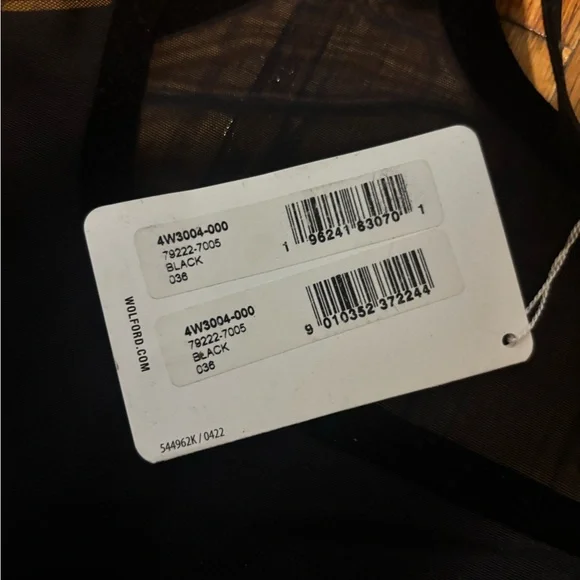 4W3004-000
79222-7005
BLACK
036
1 96241 83070 1
4W3004-000
79222-7005
BLACK
036
9 010352 372244
WOLFORD.COM
544962K / 0422